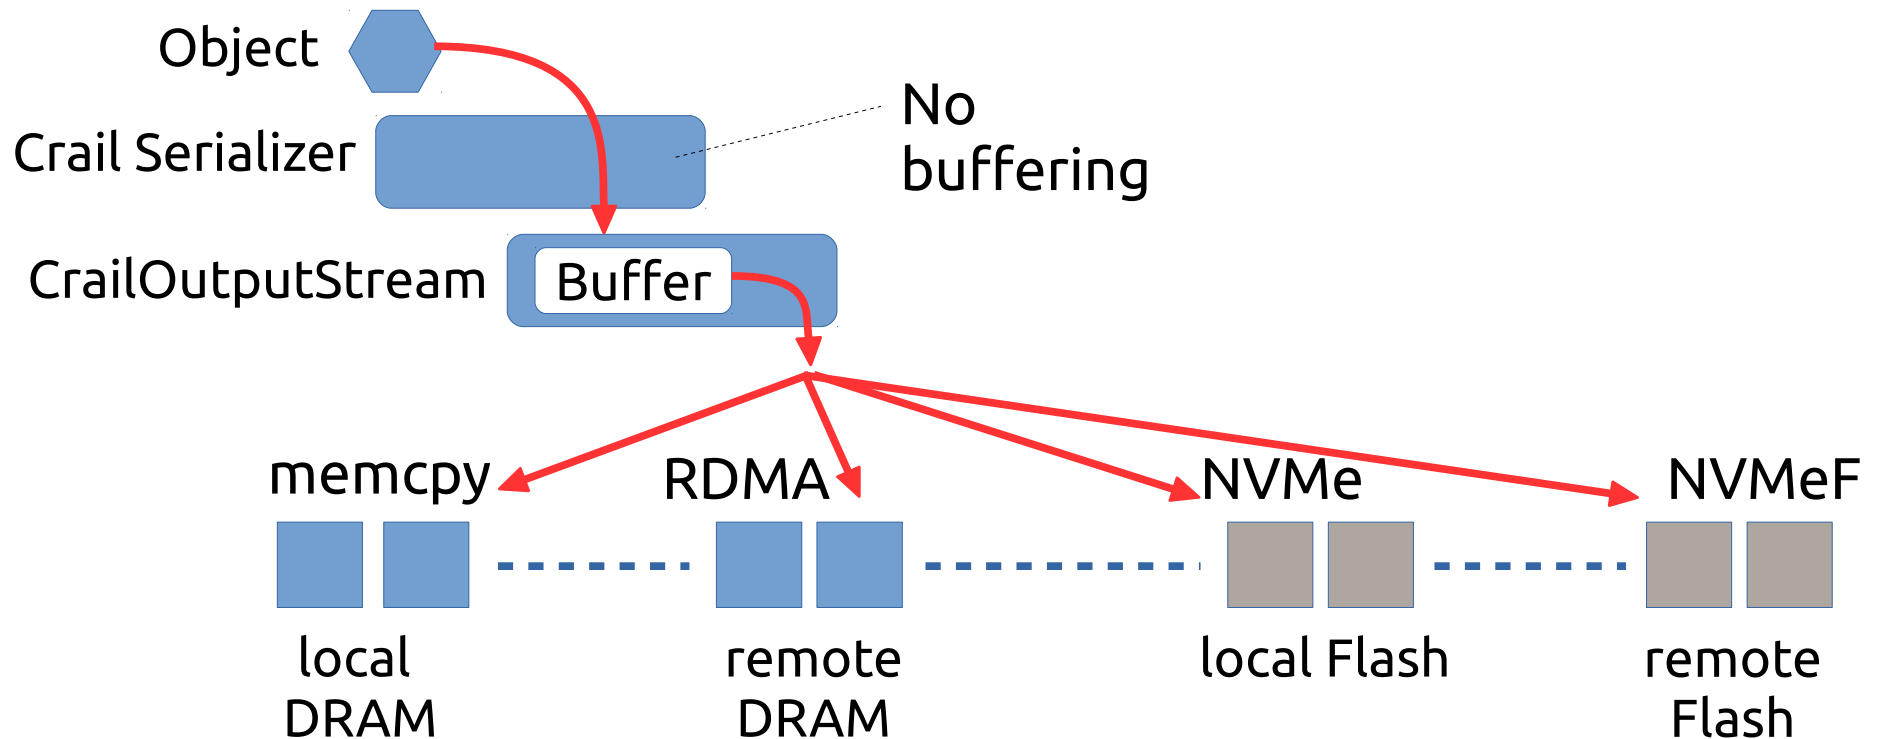 Object
Crail Serializer
No
buffering
CrailOutputStream
Buffer
memcpy
RDMA
NVMe
NVMeF
local
DRAM
remote
DRAM
local Flash
remote
Flash